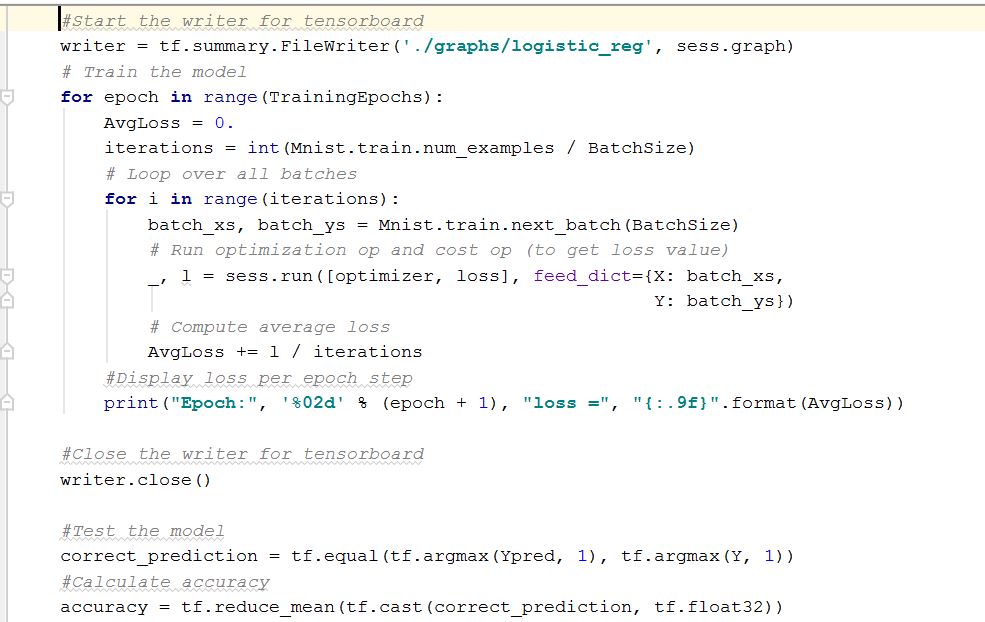 #Start the writer for tensorboard
writer = tf.summary.FileWriter('./graphs/logistic_reg', sess.graph)
# Train the model
for epoch in range(TrainingEpochs):
    AvgLoss = 0.
    iterations = int(Mnist.train.num_examples / BatchSize)
    # Loop over all batches
    for i in range(iterations):
        batch_xs, batch_ys = Mnist.train.next_batch(BatchSize)
        # Run optimization op and cost op (to get loss value)
        _, l = sess.run([optimizer, loss], feed_dict={X: batch_xs,
                                                       Y: batch_ys})
        # Compute average loss
        AvgLoss += l / iterations
    #Display loss per epoch step
    print("Epoch:", '%02d' % (epoch + 1), "loss =", "{:.9f}".format(AvgLoss))
#Close the writer for tensorboard
writer.close()
#Test the model
correct_prediction = tf.equal(tf.argmax(Ypred, 1), tf.argmax(Y, 1))
#Calculate accuracy
accuracy = tf.reduce_mean(tf.cast(correct_prediction, tf.float32))